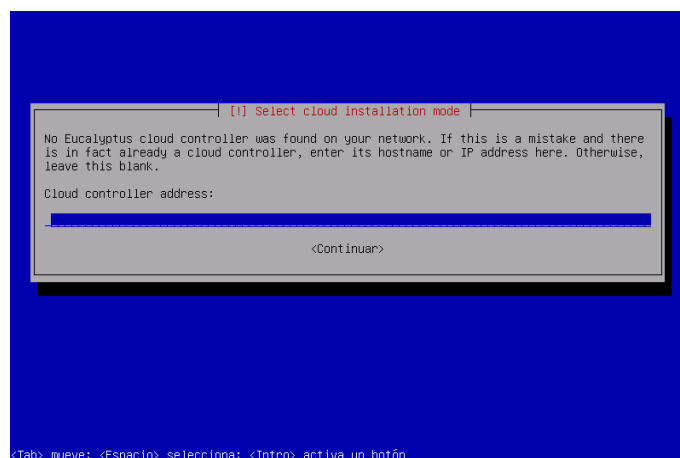 [!] Select cloud installation mode
No Eucalyptus cloud controller was found on your network. If this is a mistake and there
is in fact already a cloud controller, enter its hostname or IP address here. Otherwise,
leave this blank.
Cloud controller address:
<Continuar>
<Tab> mueve; <Espacio> selecciona; <Intro> activa un botón